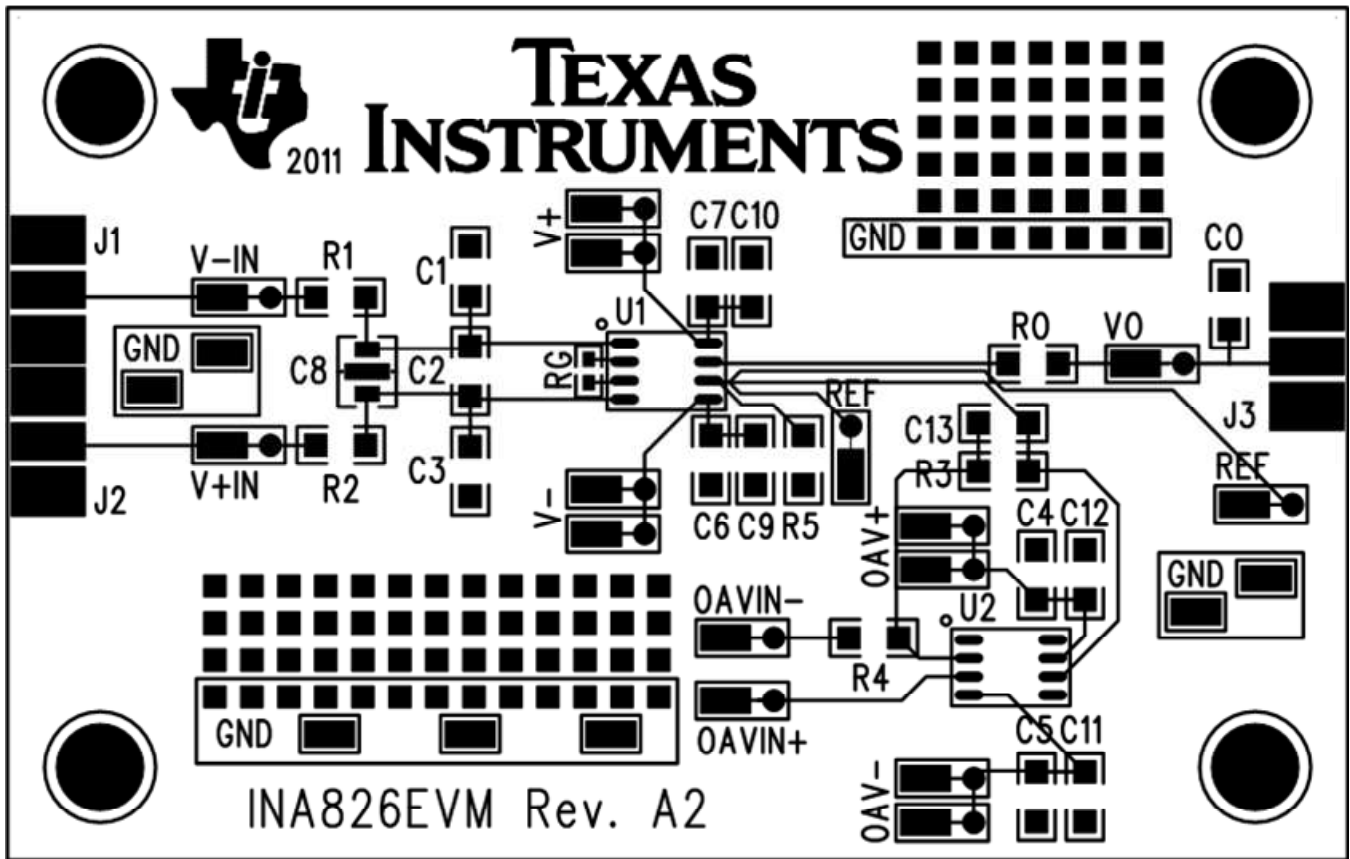 TEXAS
INSTRUMENTS
ti
2011
J1
V-IN
R1
C1
V+
C7 C10
GND
CO
U1
RO
VO
GND
C8
C2
RG
REF
J3
V+IN
R2
C3
V-
C13
R3
REF
J2
C6 C9 R5
OAV+
C4 C12
GND
OAVIN-
U2
R4
GND
OAVIN+
C5 C11
OAV-
INA826EVM Rev. A2